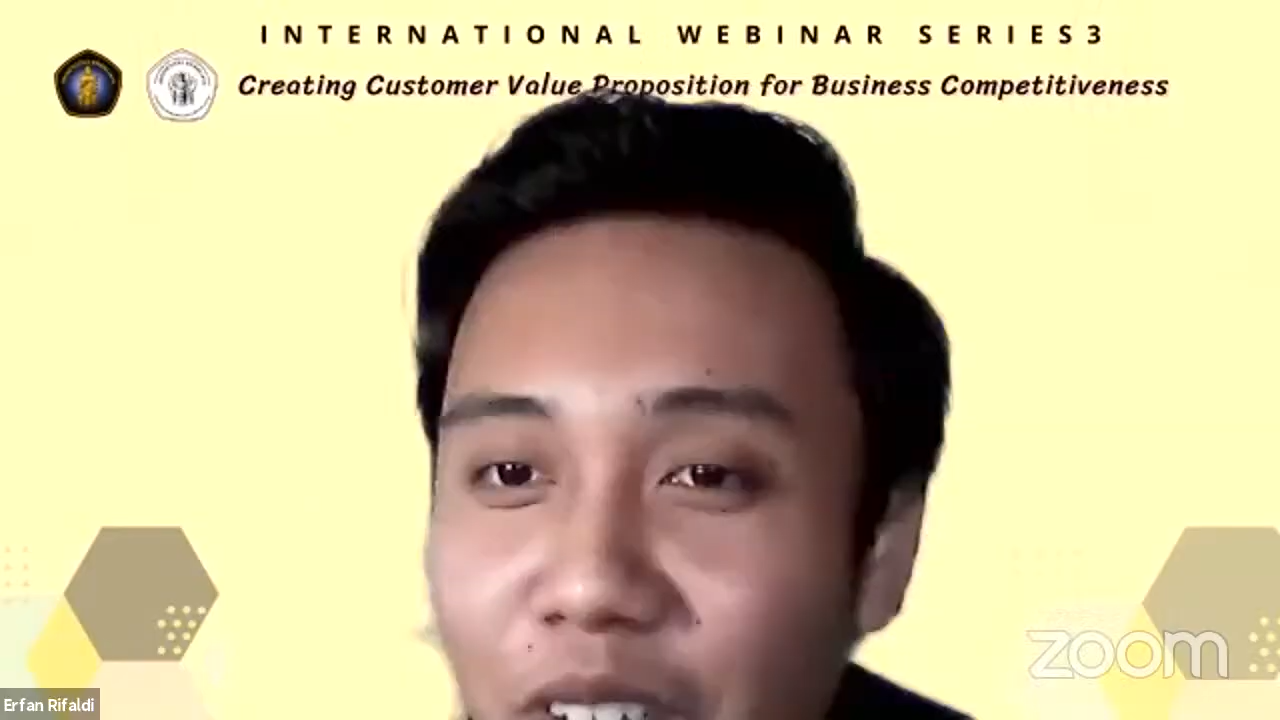 INTERNATIONAL WEBINAR SERIES3
Creating Customer Value Proposition for Business Competitiveness
zoom
Erfan Rifaldi